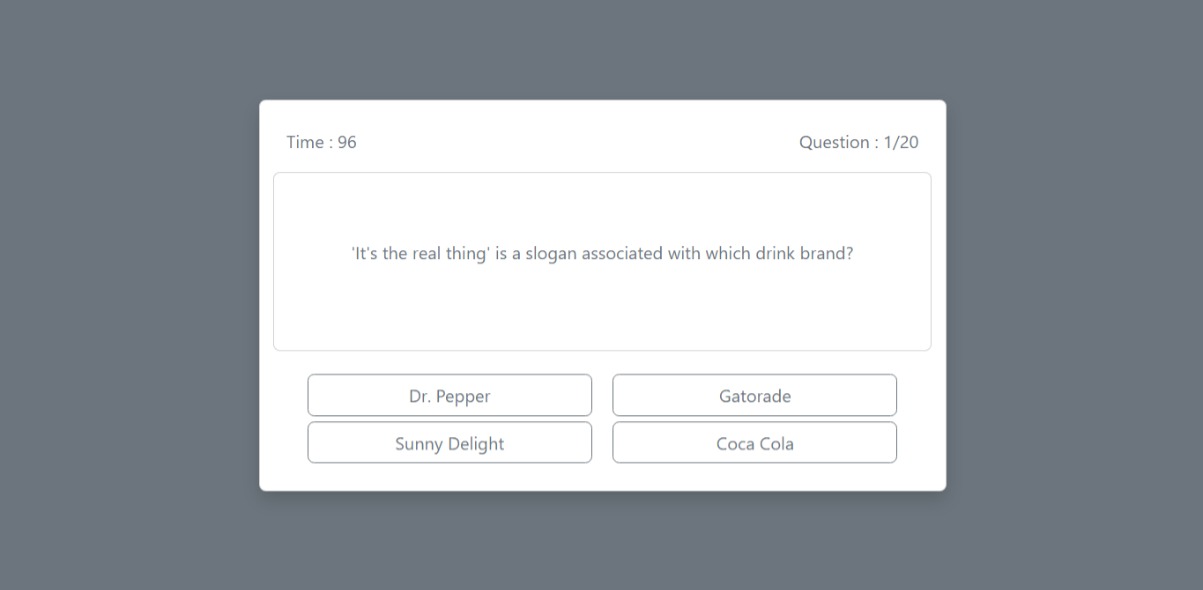 Time : 96
Question : 1/20
'It's the real thing' is a slogan associated with which drink brand?
Dr. Pepper
Gatorade
Sunny Delight
Coca Cola